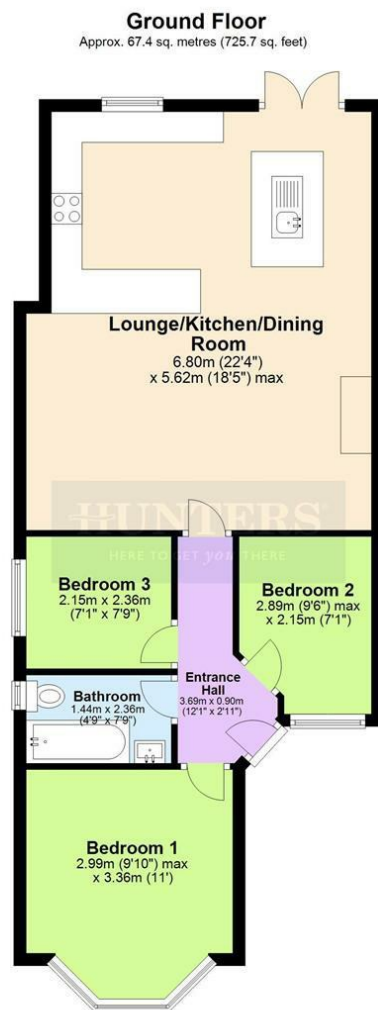 Ground Floor
Approx. 67.4 sq. metres (725.7 sq. feet)
Lounge/Kitchen/Dining
Room
6.80m (22'4")
x 5.62m (18'5") max
HUNTERS
HERE TO GET you THERE
Bedroom 3
2.15m x 2.36m
(7'1" x 7'9")
Bedroom 2
2.89m (9'6") max
x 2.15m (7'1")
Entrance
Hall
3.69m x 0.90m
(12'1" x 2'11")
Bathroom
1.44m x 2.36m
(4'9" x 7'9")
Bedroom 1
2.99m (9'10") max
x 3.36m (11')